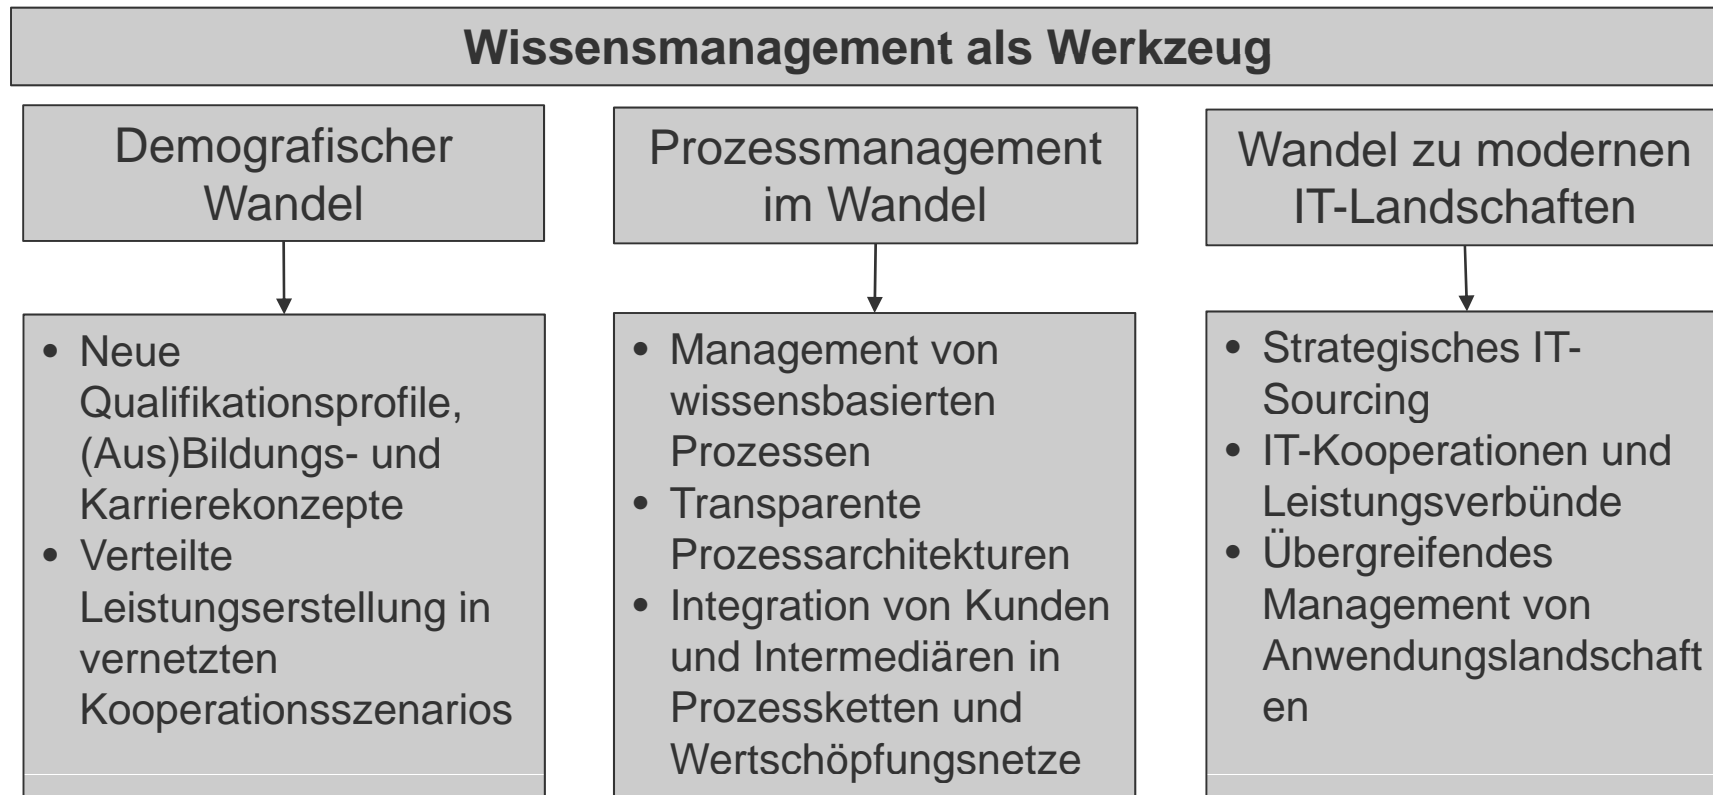 Wissensmanagement als Werkzeug
Demografischer
Wandel
• Neue
Qualifikationsprofile,
(Aus)Bildungs- und
Karrierekonzepte
• Verteilte
Leistungserstellung in
vernetzten
Kooperationsszenarios
Prozessmanagement
im Wandel
• Management von
wissensbasierten
Prozessen
• Transparente
Prozessarchitekturen
• Integration von Kunden
und Intermediären in
Prozessketten und
Wertschöpfungsnetze
Wandel zu modernen
IT-Landschaften
• Strategisches IT-
Sourcing
• IT-Kooperationen und
Leistungsverbünde
• Übergreifendes
Management von
Anwendungslandschaft
en